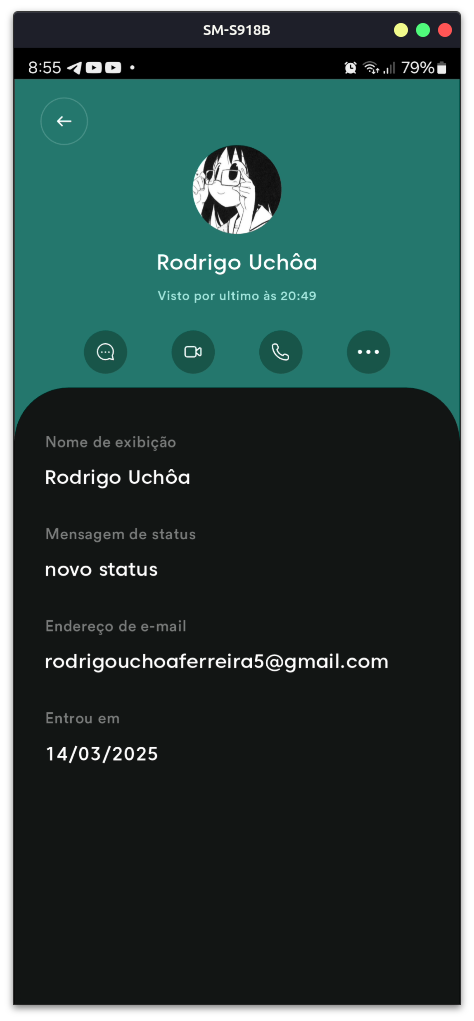 SM-S918B
8:55
79%
Rodrigo Uchôa
Visto por ultimo às 20:49
Nome de exibição
Rodrigo Uchôa
Mensagem de status
novo status
Endereço de e-mail
rodrigouchoaferreira5@gmail.com
Entrou em
14/03/2025